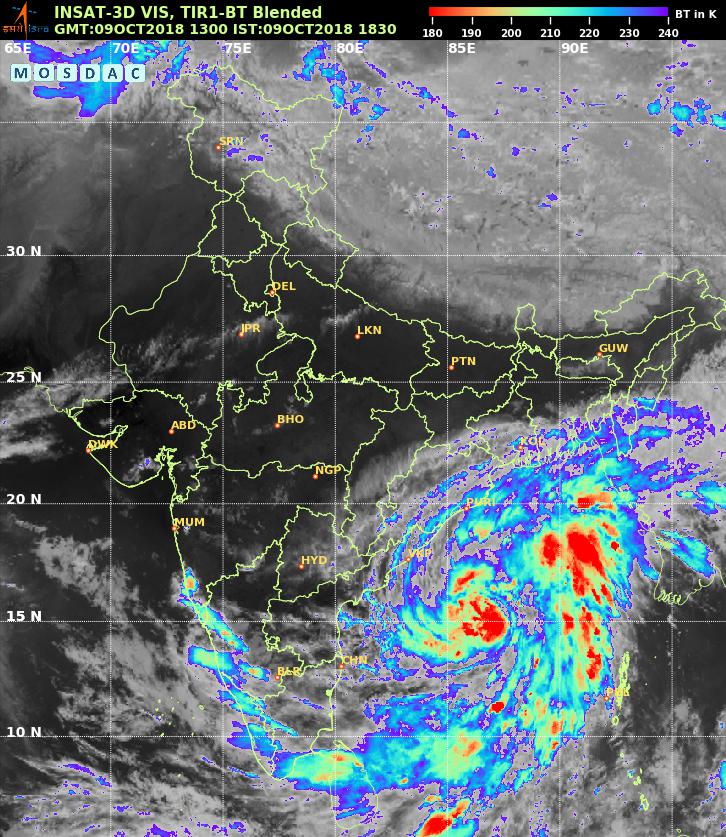 INSAT-3D VIS, TIR1-BT Blended
GMT:09OCT2018 1300 IST:09OCT2018 1830
BT in K
180 190 200 210 220 230 240
65E 70E 75E 80E 85E 90E
MOSDAC
SRN
30 N
DEL
JPR LKN
GUW
PTN
25 N
BHO
ABD
KOL
DWK
NGP
20 N PURI
MUM
VKP
HYD
15 N
CHN
BLR
PBL
10 N